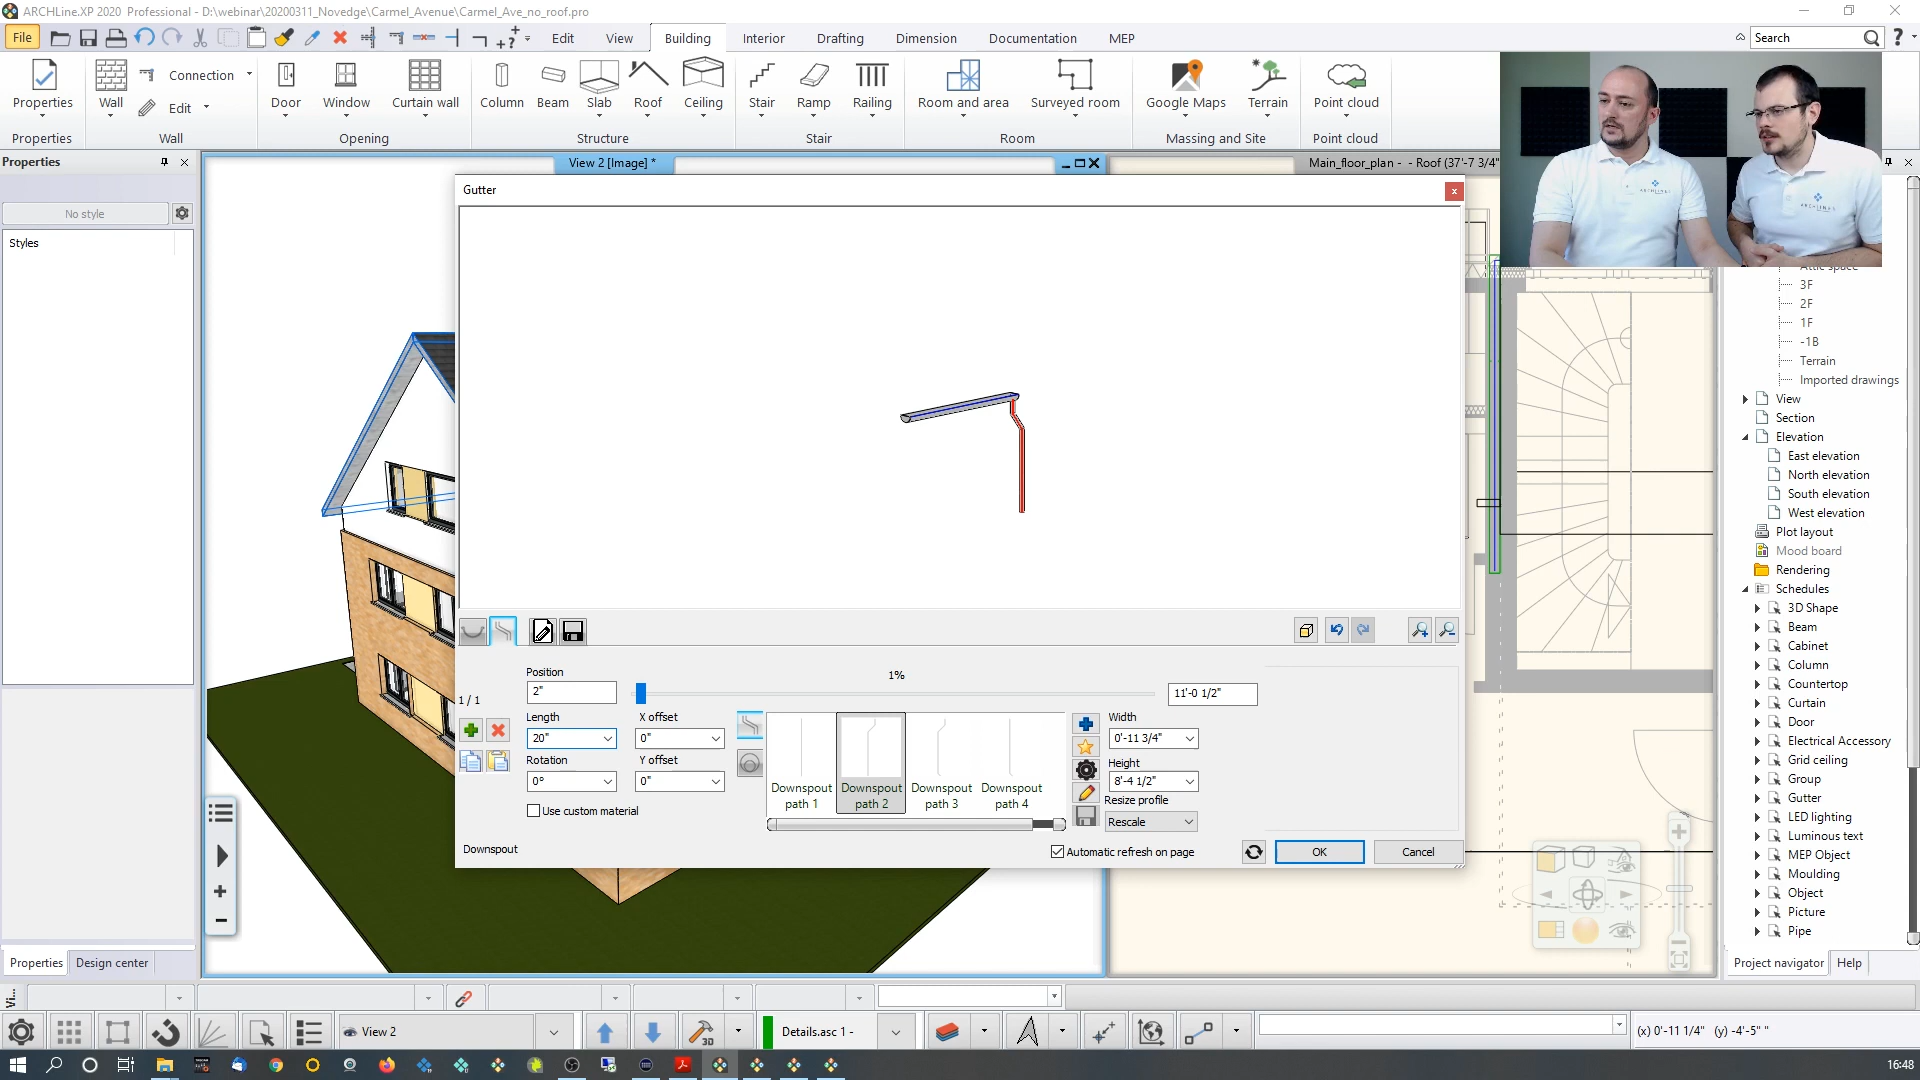 ARCHLine.XP 2020  Professional - D:\webinar\20200311_Novedge\Carmel_Avenue\Carmel_Ave_no_roof.pro
File
Edit
View
Building
Interior
Drafting
Dimension
Documentation
MEP
Search
?
Properties
Wall
Connection
Edit
Door
Window
Curtain wall
Column
Beam
Slab
Roof
Ceiling
Stair
Ramp
Railing
Room and area
Surveyed room
Google Maps
Terrain
Point cloud
Properties
Wall
Opening
Structure
Stair
Room
Massing and Site
Point cloud
Properties
View 2 [Image] *
Main_floor_plan -  - Roof (37'-7 3/4"
No style
Styles
Gutter
Attic space
3F
2F
1F
-1B
Terrain
Imported drawings
View
Section
Elevation
East elevation
North elevation
South elevation
West elevation
Plot layout
Mood board
Rendering
Schedules
3D Shape
Beam
Cabinet
Column
Countertop
Curtain
Door
Electrical Accessory
Grid ceiling
Group
Gutter
LED lighting
Luminous text
MEP Object
Moulding
Object
Picture
Pipe
Position
2"
1%
11'-0 1/2"
1 / 1
Length
20"
X offset
0"
Rotation
0°
Y offset
0"
Use custom material
Downspout
path 1
Downspout
path 2
Downspout
path 3
Downspout
path 4
Width
0'-11 3/4"
Height
8'-4 1/2"
Resize profile
Rescale
Downspout
Automatic refresh on page
OK
Cancel
Properties
Design center
Project navigator
Help
Vi...
View 2
3D
Details.asc 1 -
(x) 0'-11 1/4"  (y) -4'-5" "
16:48